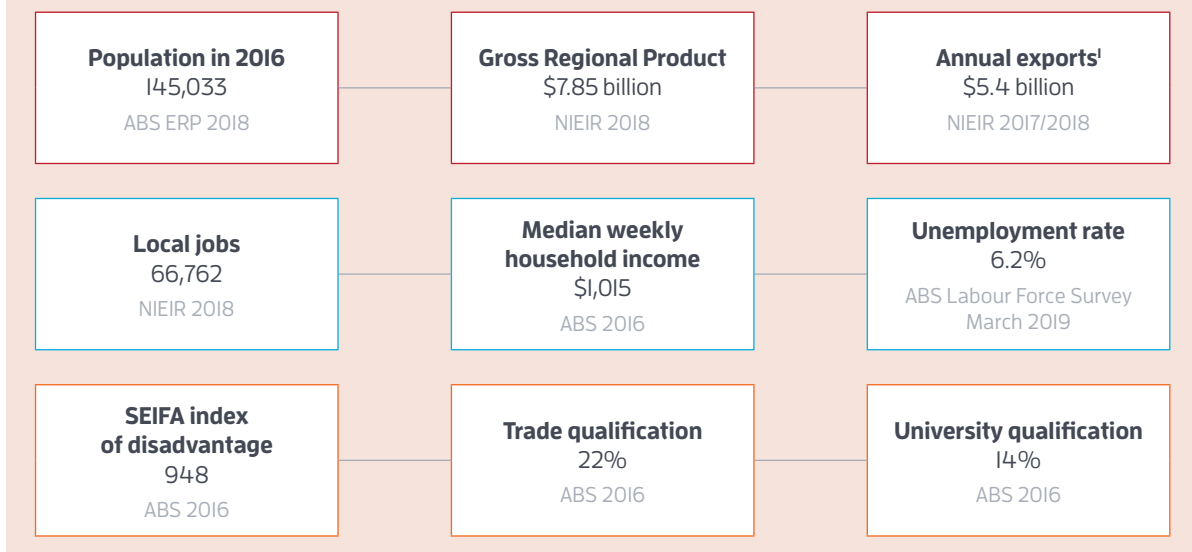 Population in 2016
145,033
ABS ERP 2018
Gross Regional Product
$7.85 billion
NIEIR 2018
Annual exports¹
$5.4 billion
NIEIR 2017/2018
Local jobs
66,762
NIEIR 2018
Median weekly
household income
$1,015
ABS 2016
Unemployment rate
6.2%
ABS Labour Force Survey
March 2019
SEIFA index
of disadvantage
948
ABS 2016
Trade qualification
22%
ABS 2016
University qualification
14%
ABS 2016